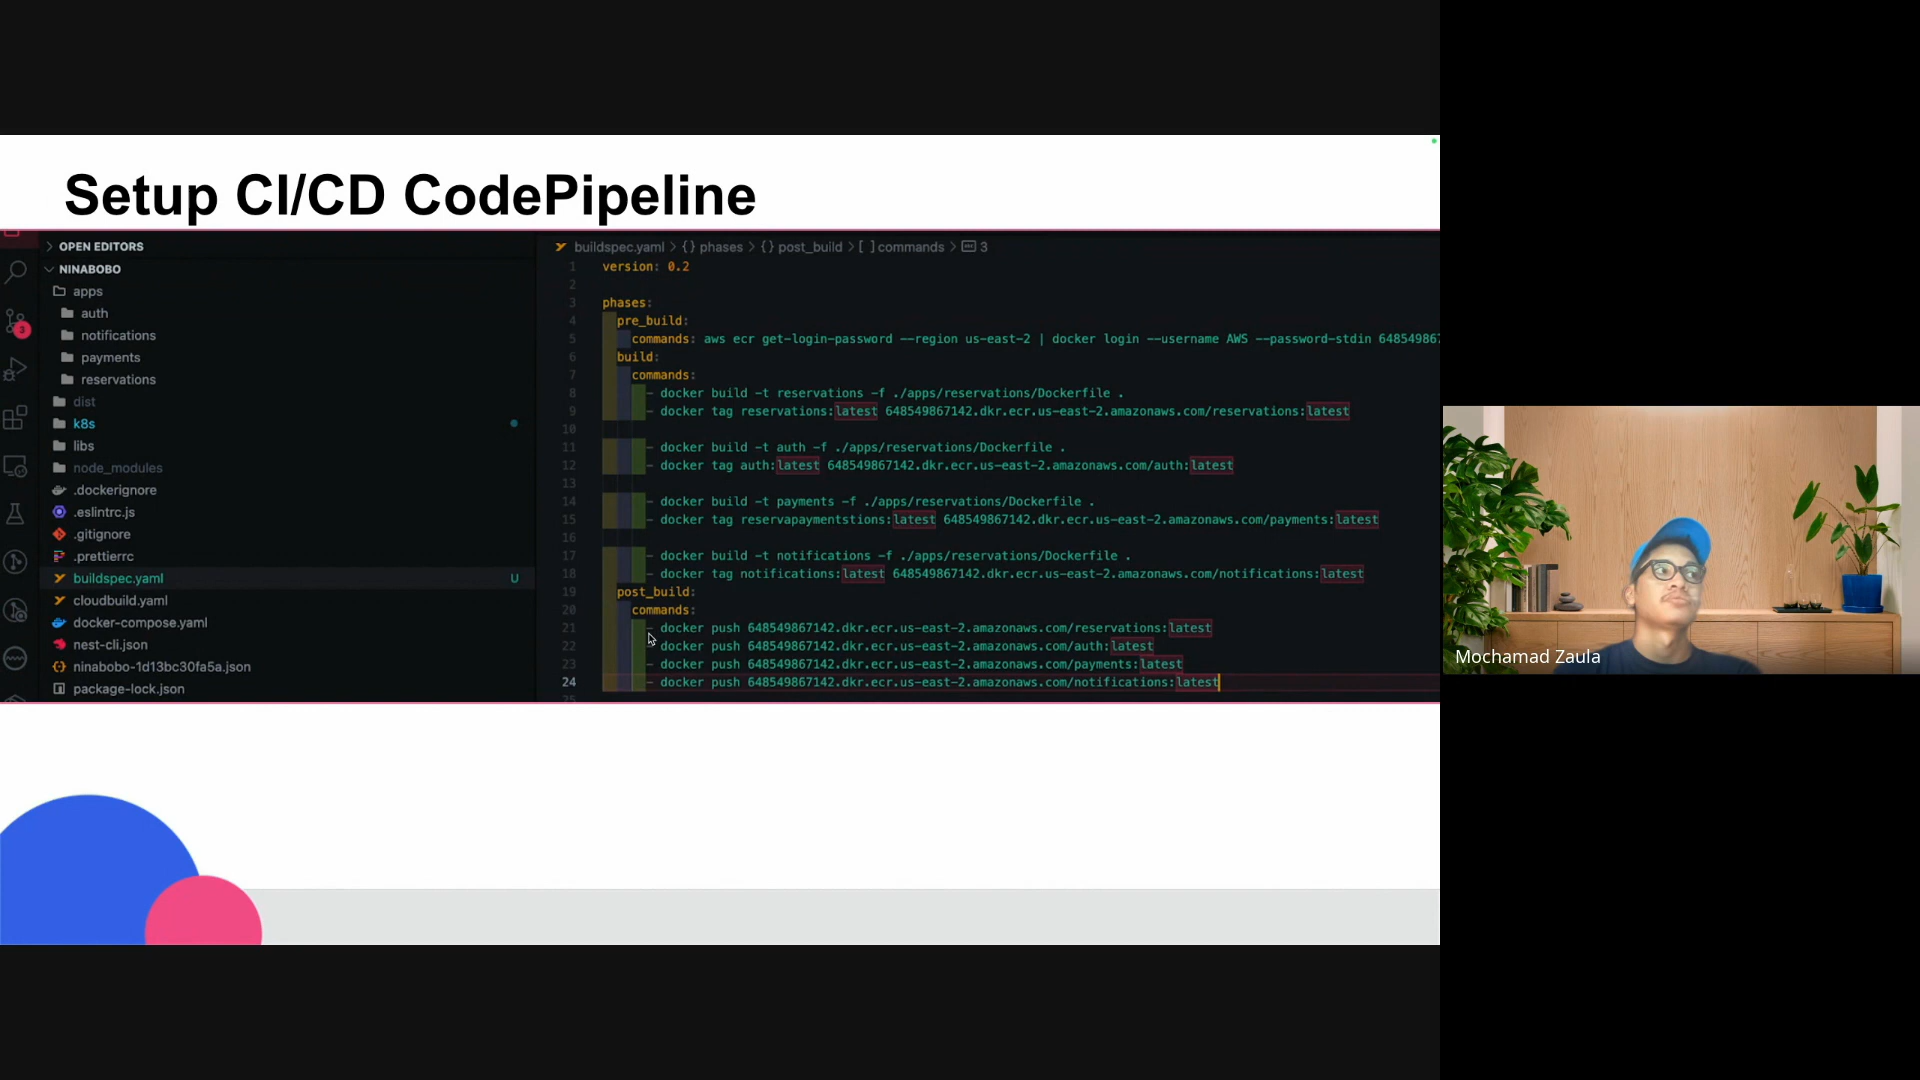 Setup CI/CD CodePipeline
OPEN EDITORS
NINABOBO
apps
auth
notifications
payments
reservations
dist
k8s
libs
node_modules
.dockerignore
.eslintrc.js
.gitignore
.prettierrc
buildspec.yaml U
cloudbuild.yaml
docker-compose.yaml
nest-cli.json
ninabobo-1d13bc30fa5a.json
package-lock.json
3
buildspec.yaml > {} phases > {} post_build > [ ] commands > 3
1 version: 0.2
2
3 phases:
4 pre_build:
5 commands: aws ecr get-login-password --region us-east-2 | docker login --username AWS --password-stdin 648549867
6 build:
7 commands:
8 - docker build -t reservations -f ./apps/reservations/Dockerfile .
9 - docker tag reservations:latest 648549867142.dkr.ecr.us-east-2.amazonaws.com/reservations:latest
10
11 - docker build -t auth -f ./apps/reservations/Dockerfile .
12 - docker tag auth:latest 648549867142.dkr.ecr.us-east-2.amazonaws.com/auth:latest
13
14 - docker build -t payments -f ./apps/reservations/Dockerfile .
15 - docker tag reservapaymentstions:latest 648549867142.dkr.ecr.us-east-2.amazonaws.com/payments:latest
16
17 - docker build -t notifications -f ./apps/reservations/Dockerfile .
18 - docker tag notifications:latest 648549867142.dkr.ecr.us-east-2.amazonaws.com/notifications:latest
19 post_build:
20 commands:
21 - docker push 648549867142.dkr.ecr.us-east-2.amazonaws.com/reservations:latest
22 - docker push 648549867142.dkr.ecr.us-east-2.amazonaws.com/auth:latest
23 - docker push 648549867142.dkr.ecr.us-east-2.amazonaws.com/payments:latest
24 - docker push 648549867142.dkr.ecr.us-east-2.amazonaws.com/notifications:latest
25
Mochamad Zaula